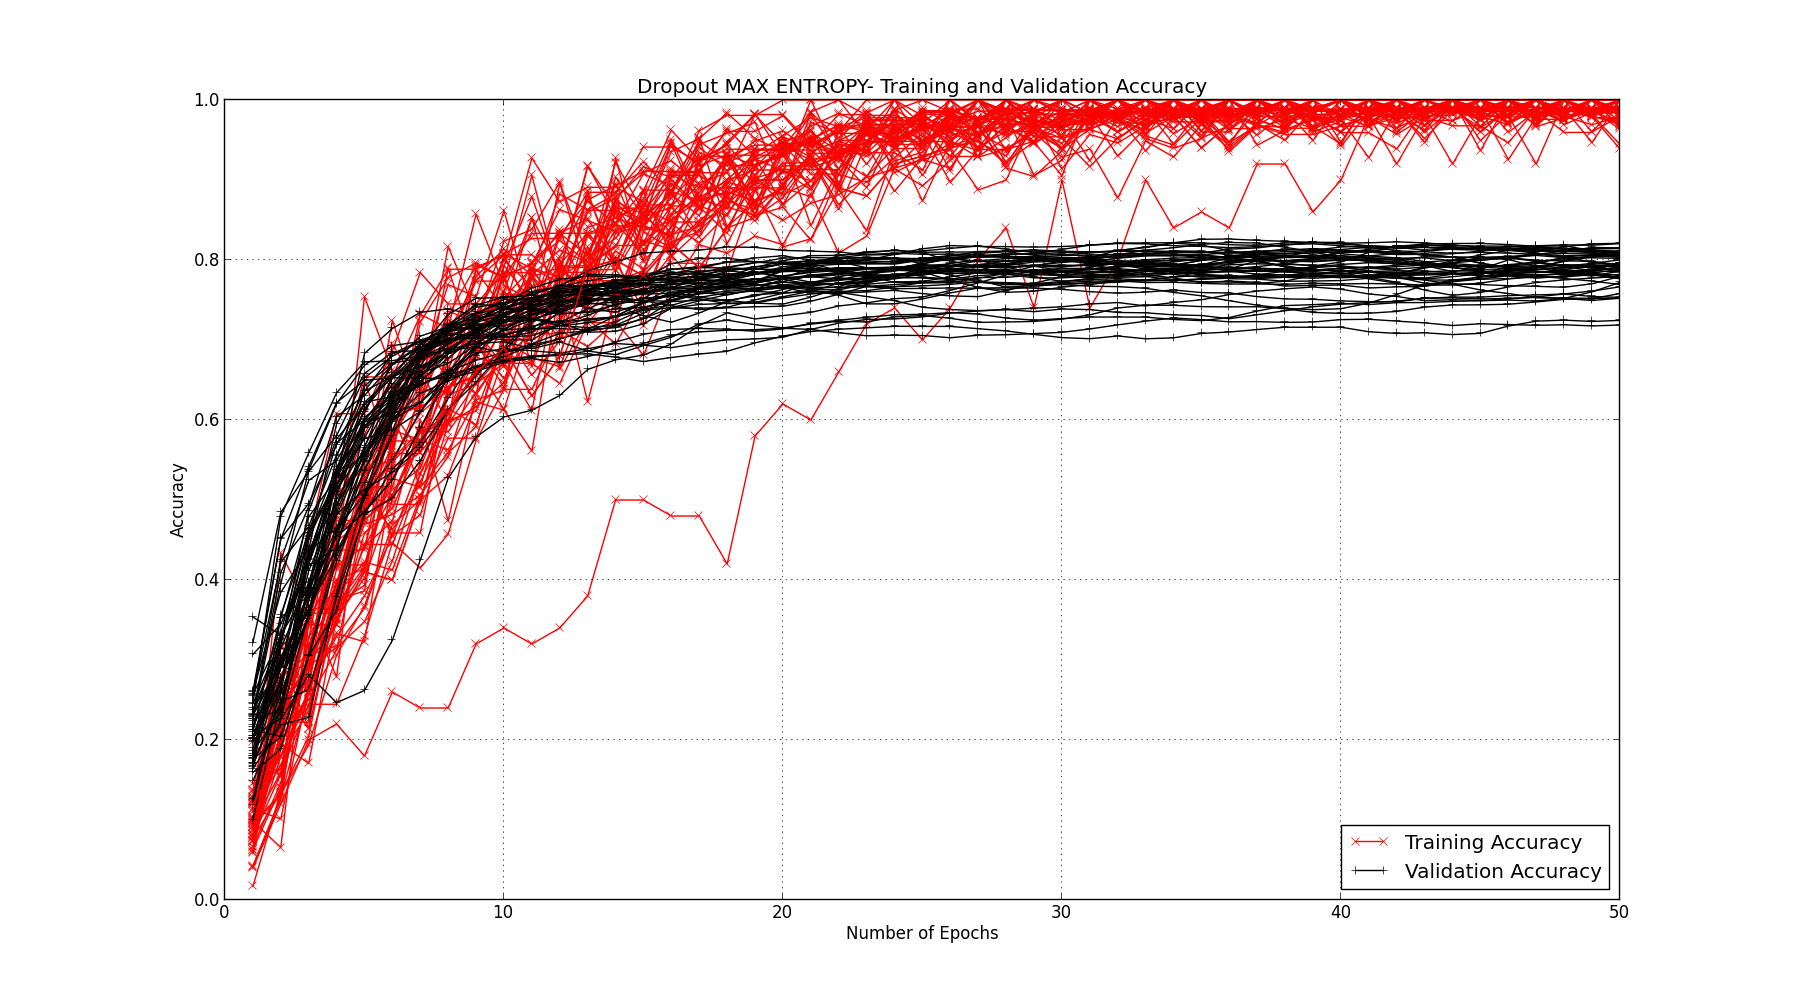 Dropout MAX ENTROPY- Training and Validation Accuracy
1.0
0.8
0.6
0.4
0.2
0.0
Accuracy
0 10 20 30 40 50
Number of Epochs
Training Accuracy
Validation Accuracy